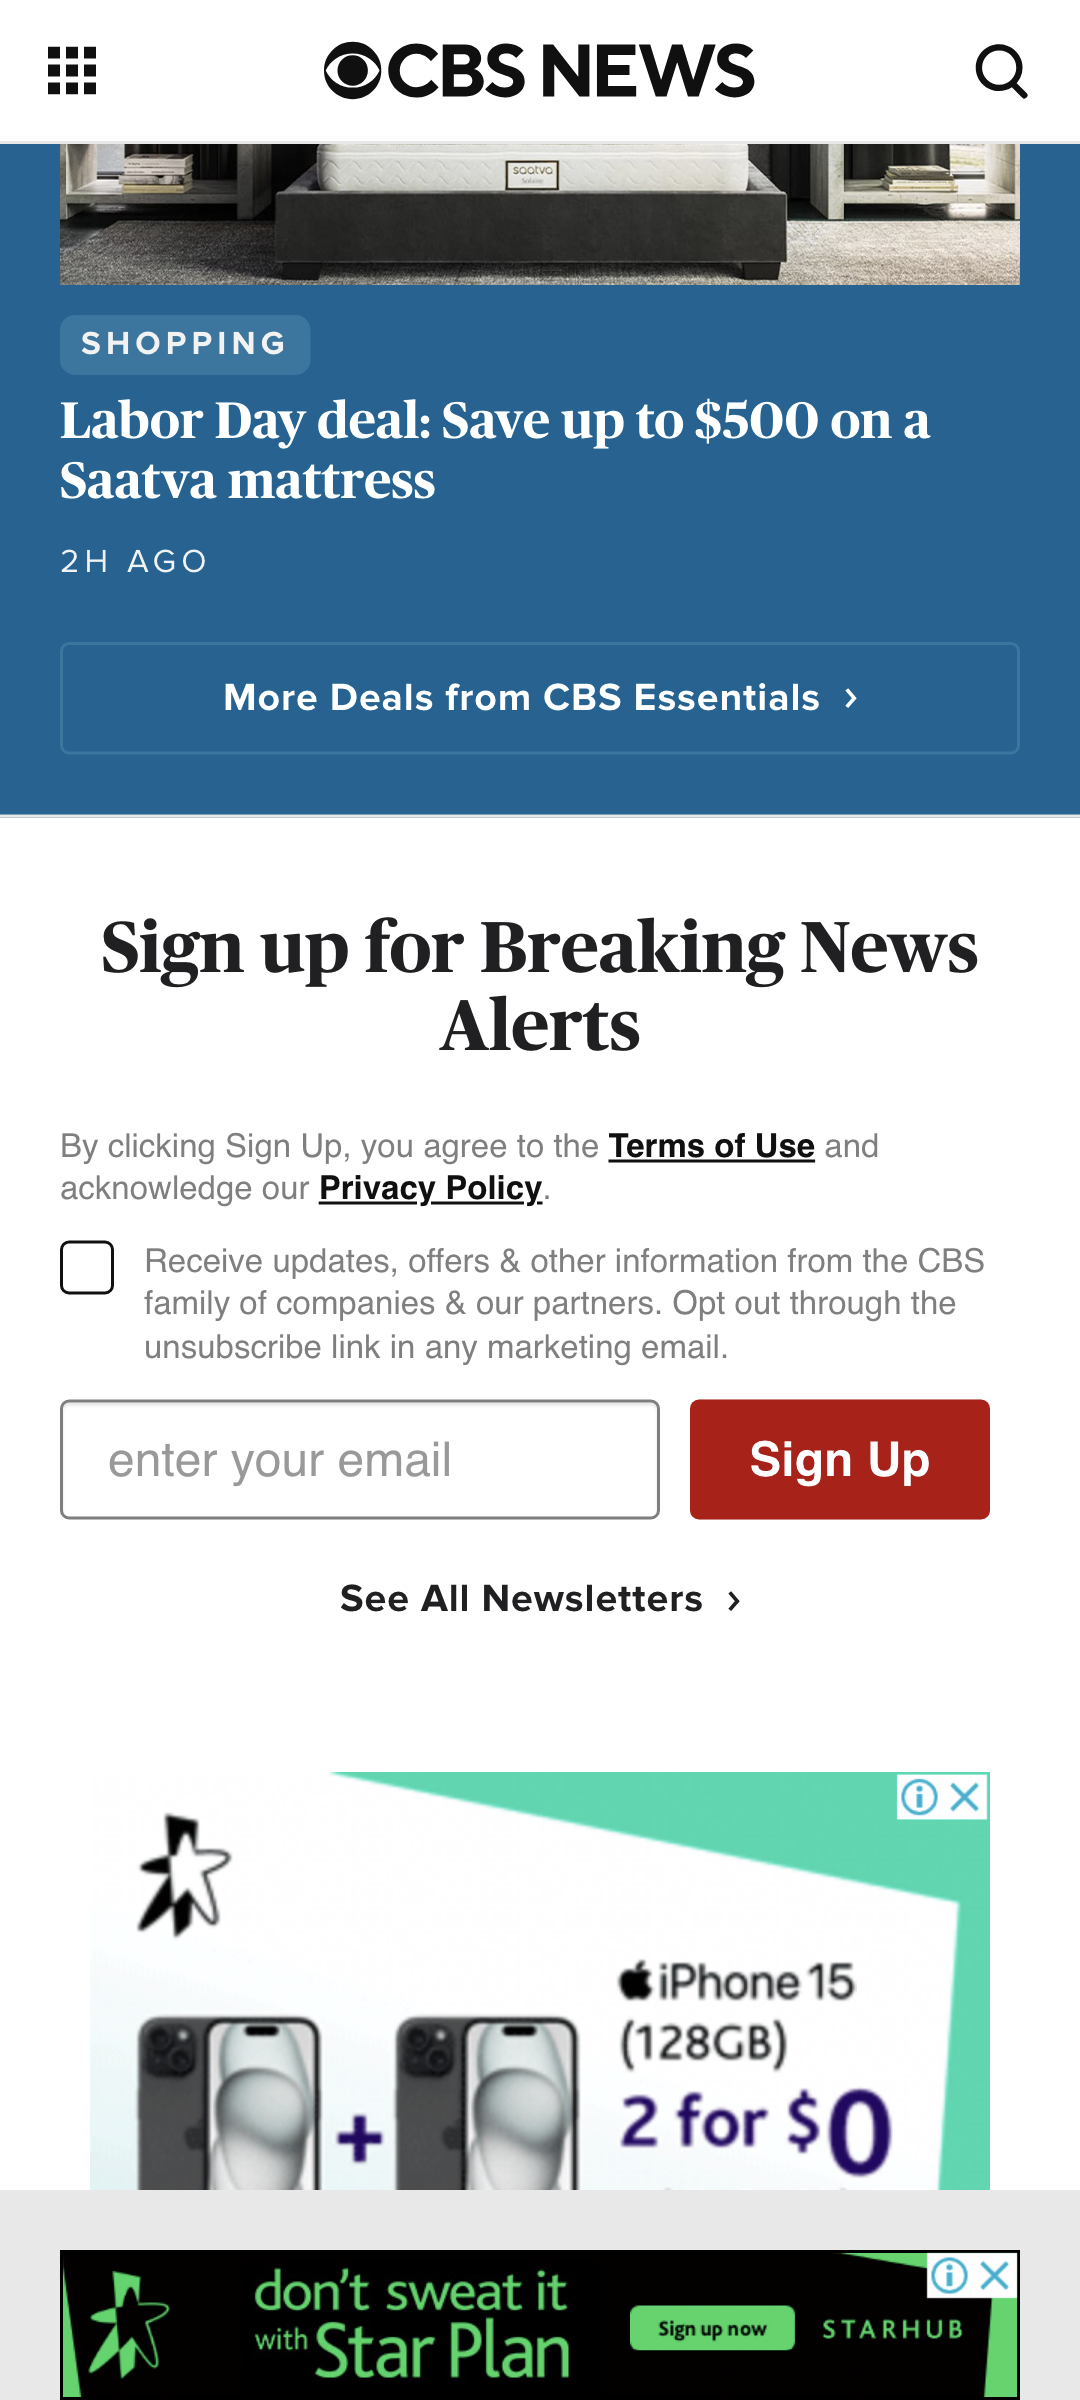 CBS NEWS
saatva
SHOPPING
Labor Day deal: Save up to $500 on a
Saatva mattress
2H AGO
More Deals from CBS Essentials
Sign up for Breaking News
Alerts
By clicking Sign Up, you agree to the Terms of Use and
acknowledge our Privacy Policy.
Receive updates, offers & other information from the CBS
family of companies & our partners. Opt out through the
unsubscribe link in any marketing email.
enter your email
Sign Up
See All Newsletters
iPhone 15
(128GB)
2 for $0
don't sweat it
with Star Plan
Sign up now
STARHUB